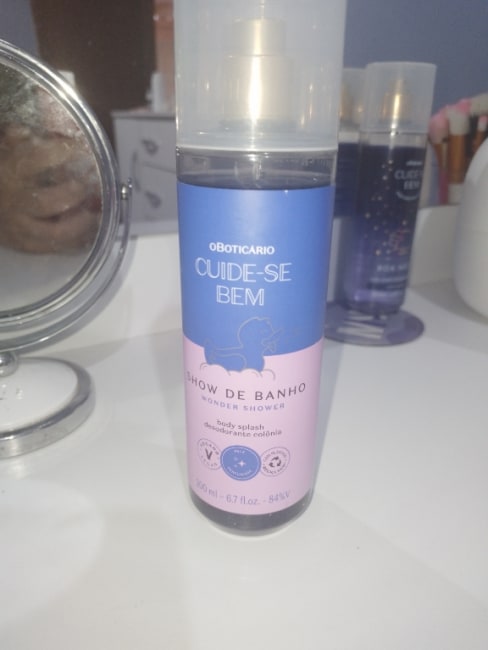 oBOTICÁRIO
CUIDE-SE
BEM
SHOW DE BANHO
WONDER SHOWER
body splash
desodorante colônia
200 ml - 6.7 fl.oz. - 84%V
CUIDE-SE
BEM